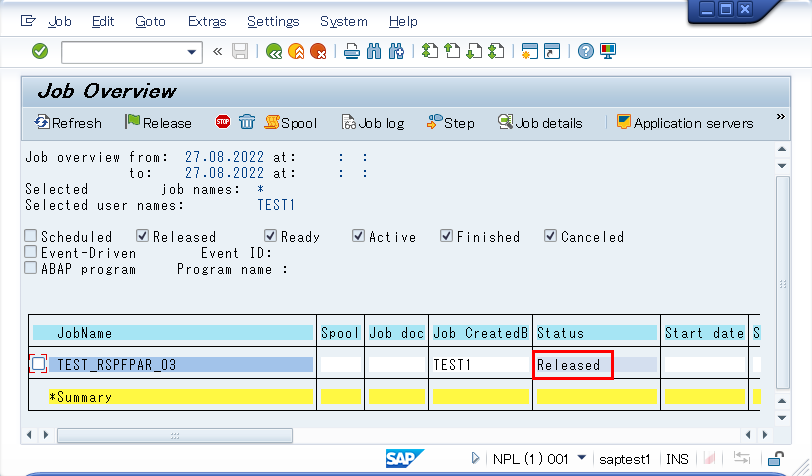 Job Edit Goto Extras Settings System Help
Job Overview
Refresh Release STOP Spool Job log Step Job details Application servers »
Job overview from: 27.08.2022 at: : :
to: 27.08.2022 at: : :
Selected job names: *
Selected user names: TEST1
Scheduled Released Ready Active Finished Canceled
Event-Driven Event ID:
ABAP program Program name :
JobName Spool Job doc Job CreatedB Status Start date S
TEST_RSPFPAR_03 TEST1 Released
*Summary
SAP NPL (1) 001 saptest1 INS